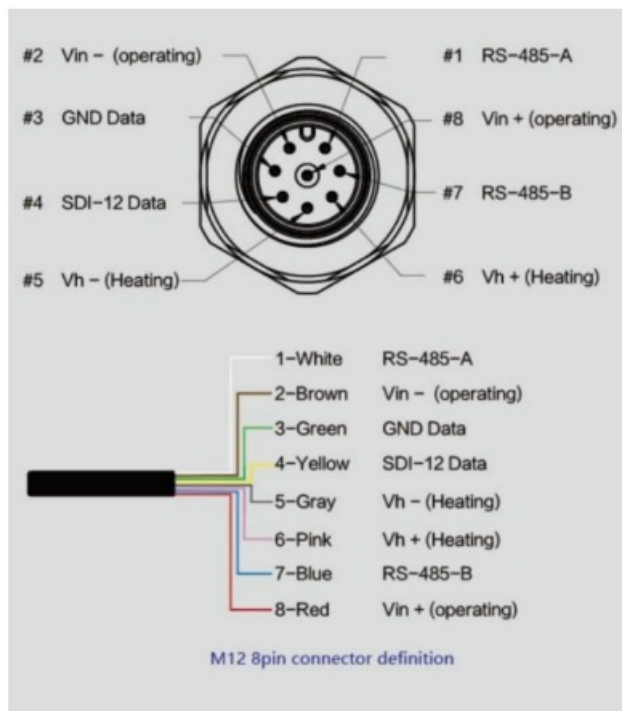 #2 Vin - (operating)
#1 RS-485-A
#3 GND Data
#8 Vin + (operating)
#4 SDI-12 Data
#7 RS-485-B
#5 Vh - (Heating)
#6 Vh + (Heating)
1-White RS-485-A
2-Brown Vin - (operating)
3-Green GND Data
4-Yellow SDI-12 Data
5-Gray Vh - (Heating)
6-Pink Vh + (Heating)
7-Blue RS-485-B
8-Red Vin + (operating)
M12 8pin connector definition